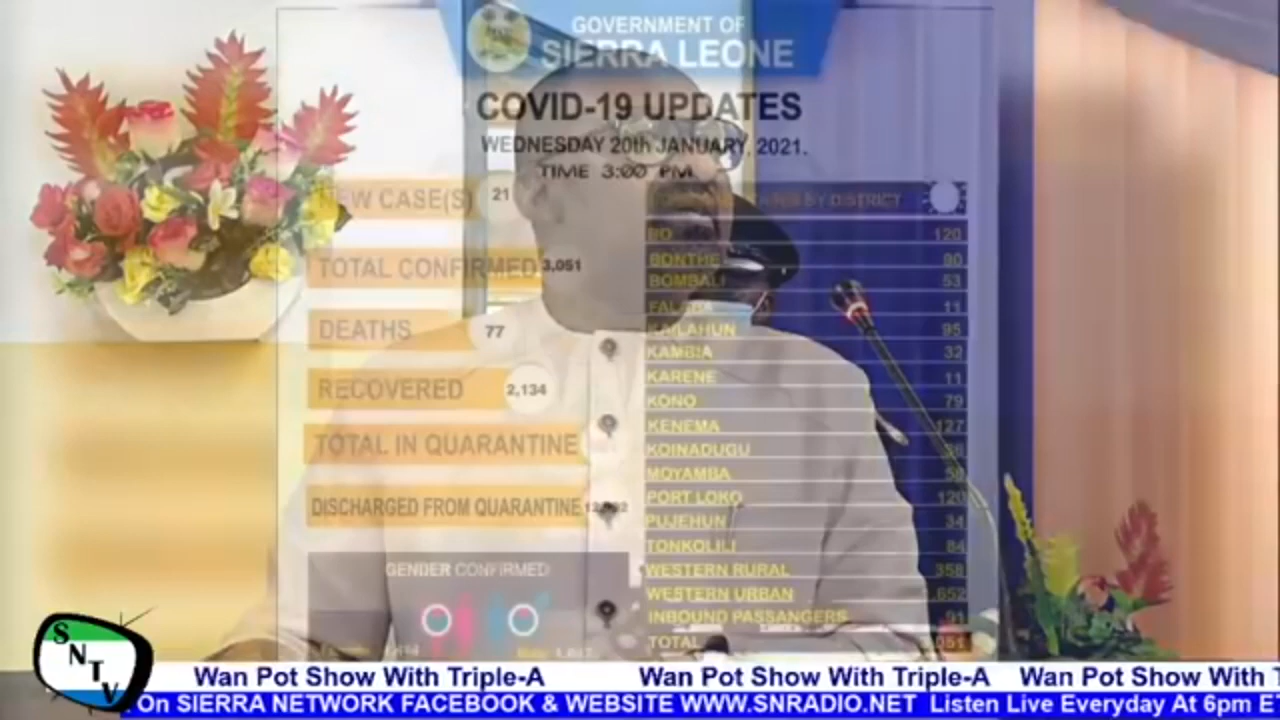 GOVERNMENT OF
SIERRA LEONE
COVID-19 UPDATES
WEDNESDAY 20th JANUARY, 2021.
TIME 3:00 PM
NEW CASE(S) 21
TOTAL CONFIRMED 3,051
DEATHS 77
RECOVERED 2,134
TOTAL IN QUARANTINE
DISCHARGED FROM QUARANTINE
GENDER CONFIRMED
BY DISTRICT
BO 120
BONTHE 80
BOMBALI 53
FALABA 11
KAILAHUN 95
KAMBIA 32
KARENE 11
KONO 79
KENEMA 127
KOINADUGU
MOYAMBA
PORT LOKO 120
PUJEHUN 34
TONKOLILI 84
WESTERN RURAL 358
WESTERN URBAN
INBOUND PASSANGERS 91
TOTAL
SNTV
Wan Pot Show With Triple-A Wan Pot Show With Triple-A Wan Pot Show With
On SIERRA NETWORK FACEBOOK & WEBSITE WWW.SNRADIO.NET Listen Live Everyday At 6pm E